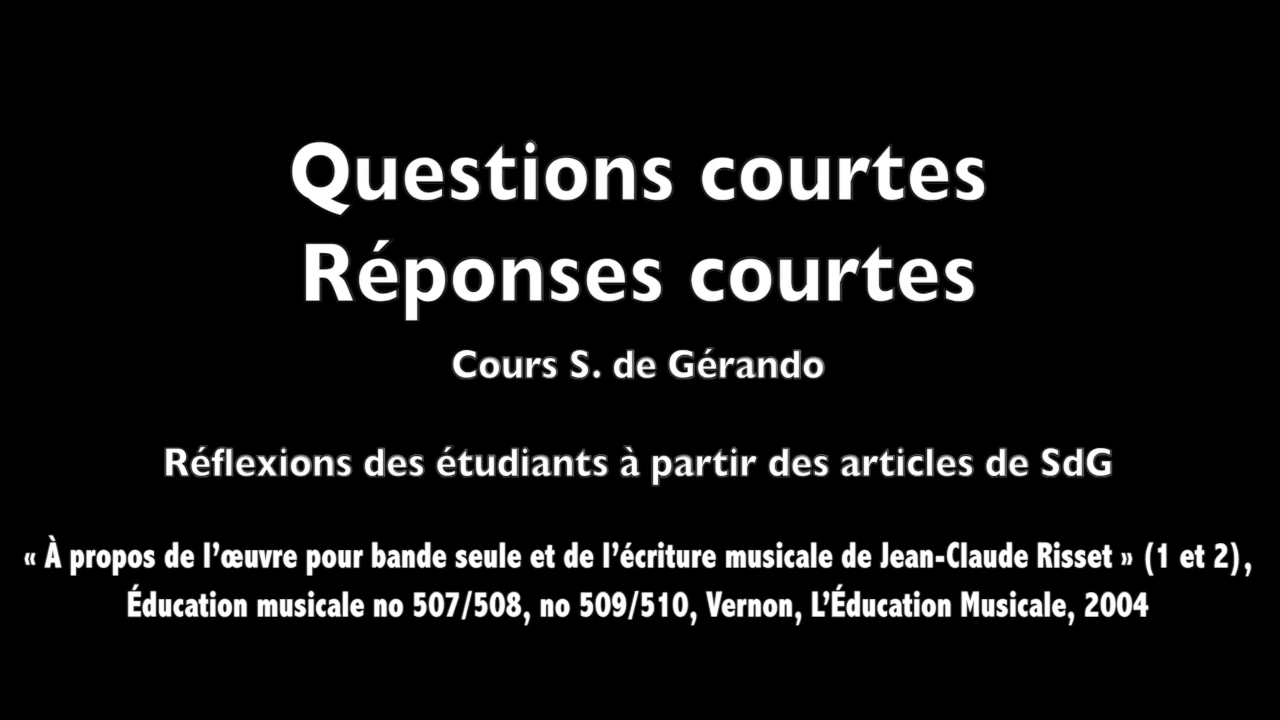 Questions courtes
Réponses courtes
Cours S. de Gérando
Réflexions des étudiants à partir des articles de SdG
« À propos de l’œuvre pour bande seule et de l’écriture musicale de Jean-Claude Risset » (1 et 2),
Éducation musicale no 507/508, no 509/510, Vernon, L’Éducation Musicale, 2004